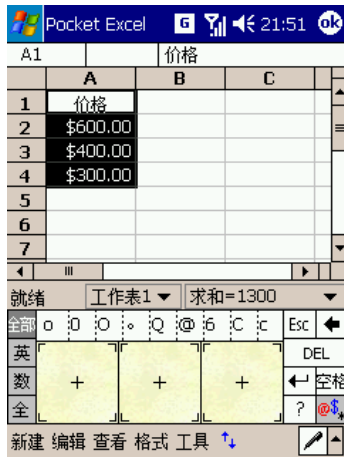 Pocket Excel G 21:51 ok
A1 价格
A B C
1 价格
2 $600.00
3 $400.00
4 $300.00
5
6
7
就绪 工作表1 求和=1300
全部 o 0 O 。 Q @ 6 C c Esc
英 DEL
数 + + + 空格
全 ? @$
新建 编辑 查看 格式 工具